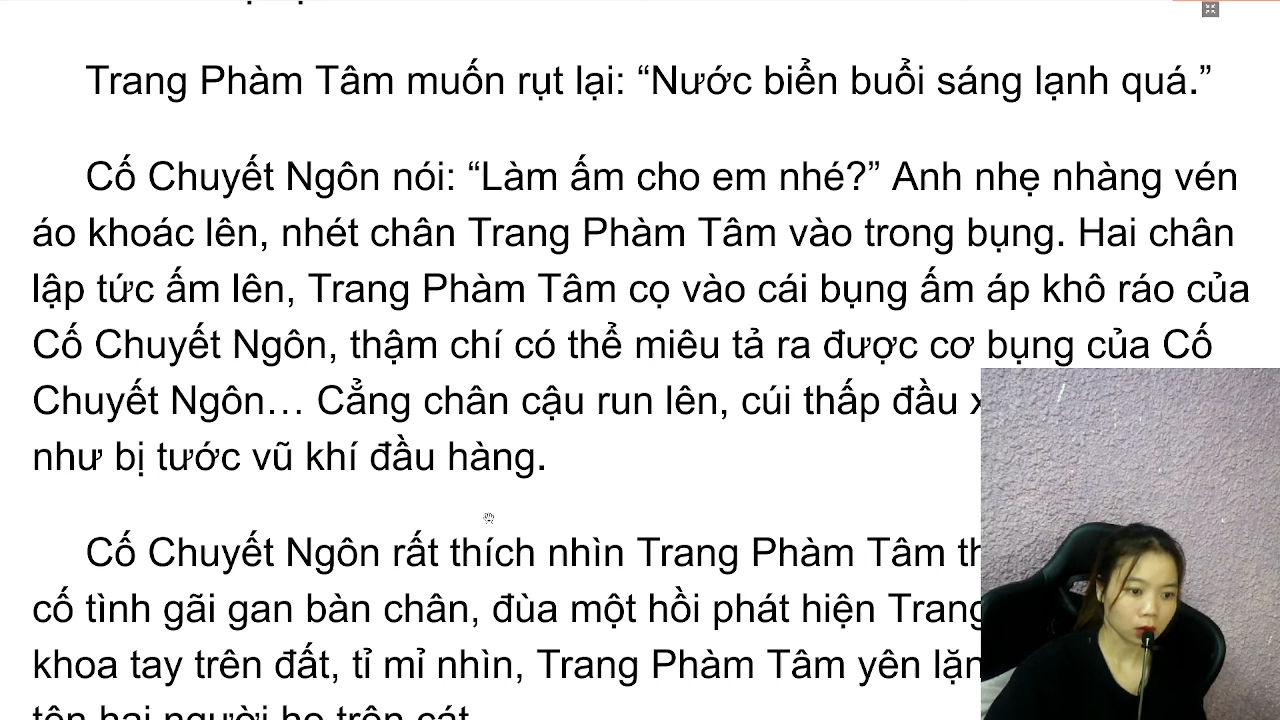 Trang Phàm Tâm muốn rụt lại: “Nước biển buổi sáng lạnh quá.”
Cố Chuyết Ngôn nói: “Làm ấm cho em nhé?” Anh nhẹ nhàng vén
áo khoác lên, nhét chân Trang Phàm Tâm vào trong bụng. Hai chân
lập tức ấm lên, Trang Phàm Tâm cọ vào cái bụng ấm áp khô ráo của
Cố Chuyết Ngôn, thậm chí có thể miêu tả ra được cơ bụng của Cố
Chuyết Ngôn… Cẳng chân cậu run lên, cúi thấp đầu
như bị tước vũ khí đầu hàng.
Cố Chuyết Ngôn rất thích nhìn Trang Phàm Tâm
cố tình gãi gan bàn chân, đùa một hồi phát hiện Trang
khoa tay trên đất, tỉ mỉ nhìn, Trang Phàm Tâm yên
tên hai người họ trên cát.